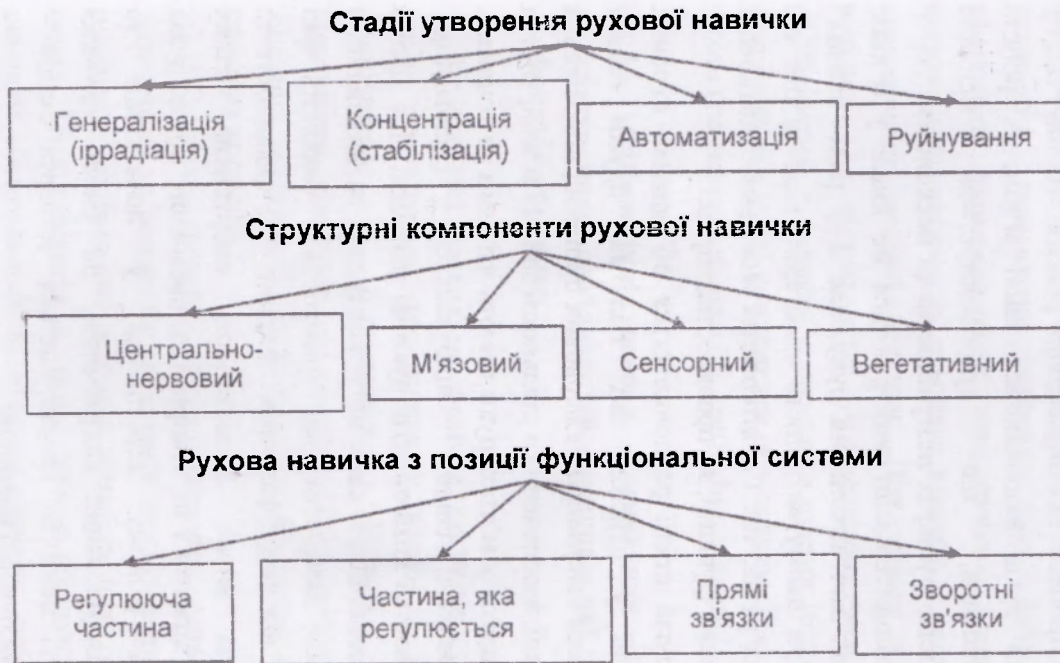 Стадії утворення рухової навички
Генералізація
(іррадіація)
Концентрація
(стабілізація)
Автоматизація
Руйнування
Структурні компоненти рухової навички
Центрально-
нервовий
М'язовий
Сенсорний
Вегетативний
Рухова навичка з позиції функціональної системи
Регулююча
частина
Частина, яка
регулюється
Прямі
зв'язки
Зворотні
зв'язки